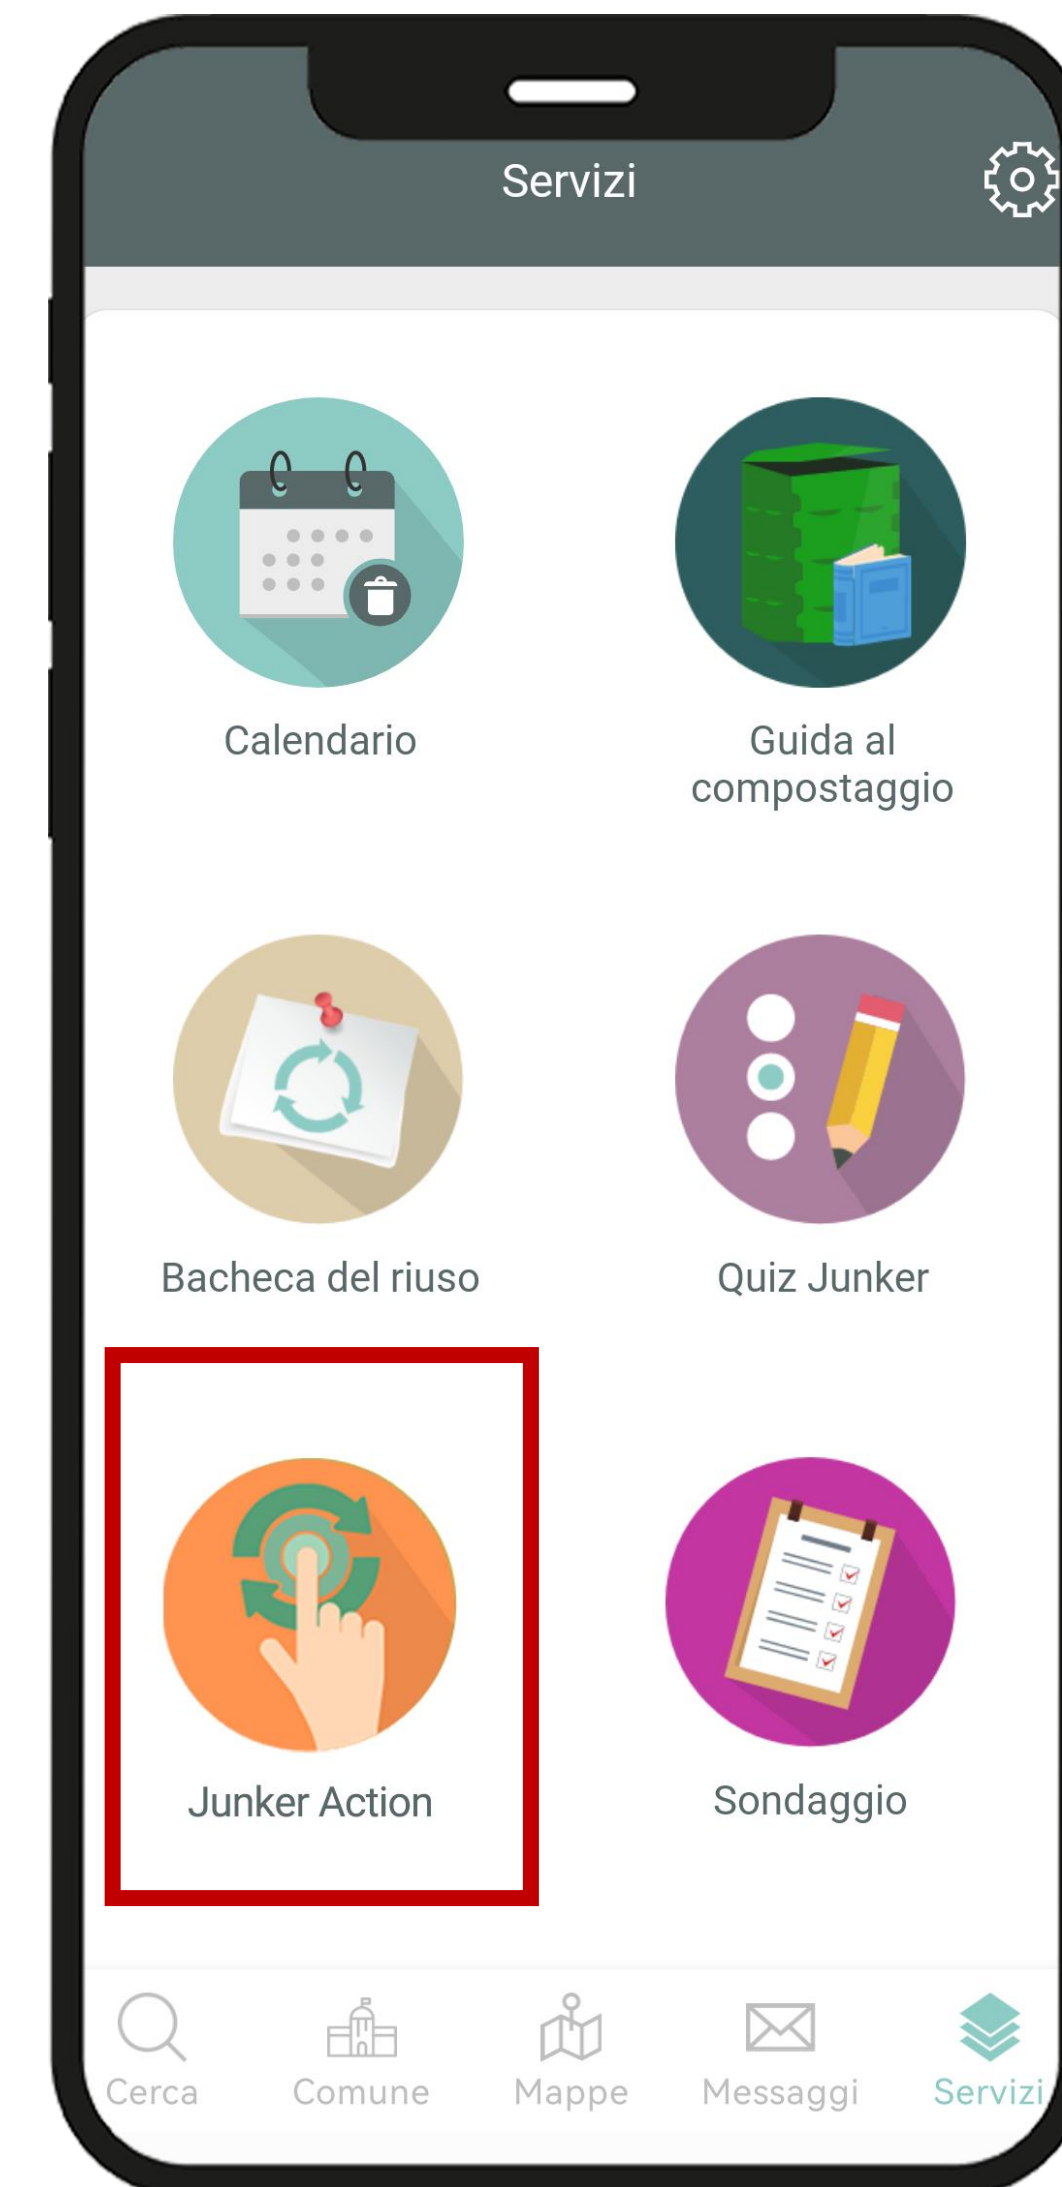 Servizi
Calendario
Guida al
compostaggio
Bacheca del riuso
Quiz Junker
Junker Action
Sondaggio
Cerca
Comune
Mappe
Messaggi
Servizi